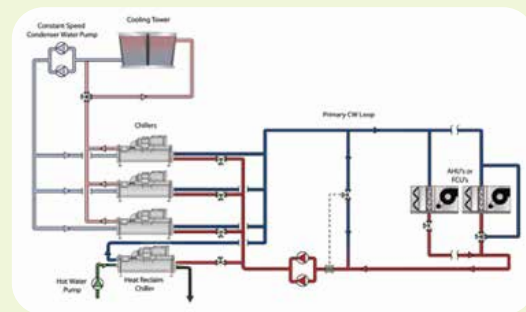 Constant Speed
Condenser Water Pump
Cooling Tower
Primary CW Loop
Chillers
AHU's or
FCU's
Hot Water
Pump
Heat Reclaim
Chiller